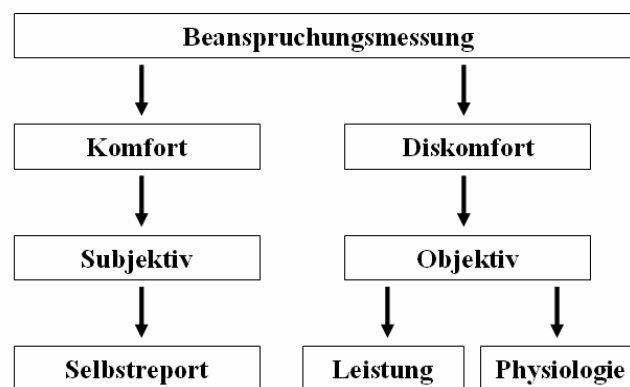 Beanspruchungsmessung
Komfort
Diskomfort
Subjektiv
Objektiv
Selbstreport
Leistung
Physiologie